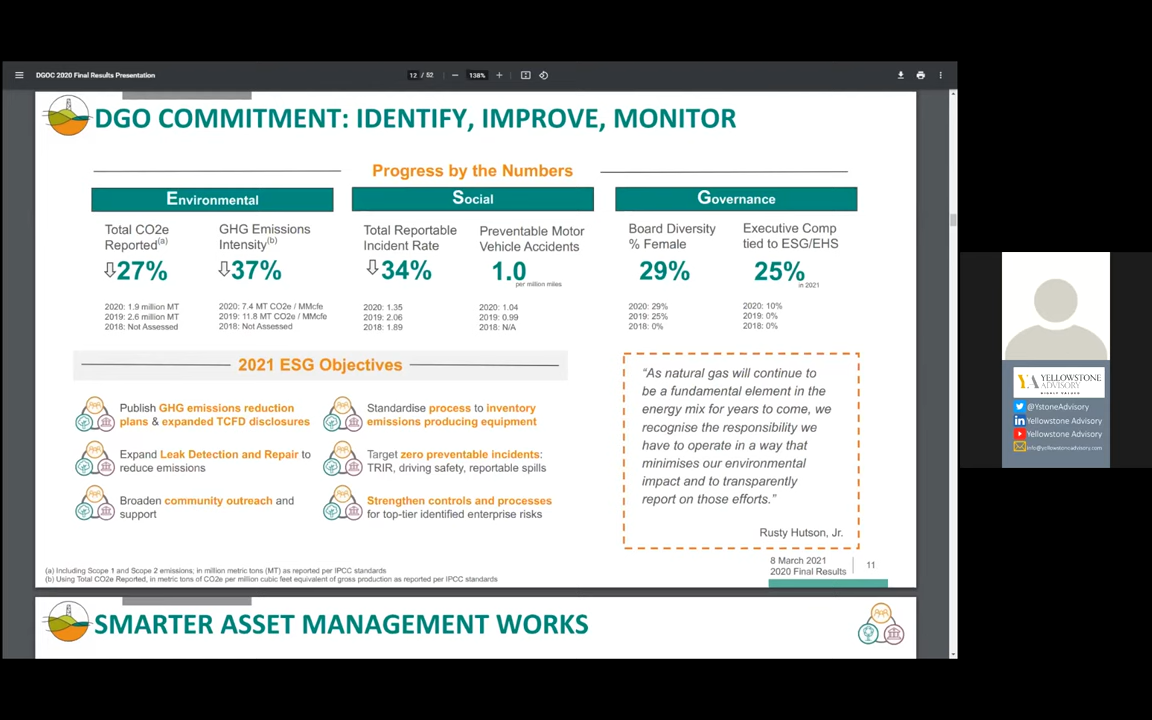 DGOC 2020 Final Results Presentation
12 / 52
138%
DGO COMMITMENT: IDENTIFY, IMPROVE, MONITOR
Progress by the Numbers
Environmental
Total CO2e
Reported(a)
27%
2020: 1.9 million MT
2019: 2.6 million MT
2018: Not Assessed
GHG Emissions
Intensity(b)
37%
2020: 7.4 MT CO2e / MMcfe
2019: 11.8 MT CO2e / MMcfe
2018: Not Assessed
Social
Total Reportable
Incident Rate
34%
2020: 1.35
2019: 2.06
2018: 1.89
Preventable Motor
Vehicle Accidents
1.0
per million miles
2020: 1.04
2019: 0.99
2018: N/A
Governance
Board Diversity
% Female
29%
2020: 29%
2019: 25%
2018: 0%
Executive Comp
tied to ESG/EHS
25%
in 2021
2020: 10%
2019: 0%
2018: 0%
2021 ESG Objectives
Publish GHG emissions reduction
plans & expanded TCFD disclosures
Expand Leak Detection and Repair to
reduce emissions
Broaden community outreach and
support
Standardise process to inventory
emissions producing equipment
Target zero preventable incidents:
TRIR, driving safety, reportable spills
Strengthen controls and processes
for top-tier identified enterprise risks
“As natural gas will continue to
be a fundamental element in the
energy mix for years to come, we
recognise the responsibility we
have to operate in a way that
minimises our environmental
impact and to transparently
report on those efforts.”
Rusty Hutson, Jr.
(a) Including Scope 1 and Scope 2 emissions; in million metric tons (MT) as reported per IPCC standards
(b) Using Total CO2e Reported, in metric tons of CO2e per million cubic feet equivalent of gross production as reported per IPCC standards
8 March 2021
2020 Final Results
11
SMARTER ASSET MANAGEMENT WORKS
YA YELLOWSTONE
ADVISORY
@YstoneAdvisory
Yellowstone Advisory
Yellowstone Advisory
info@yellowstoneadvisory.com